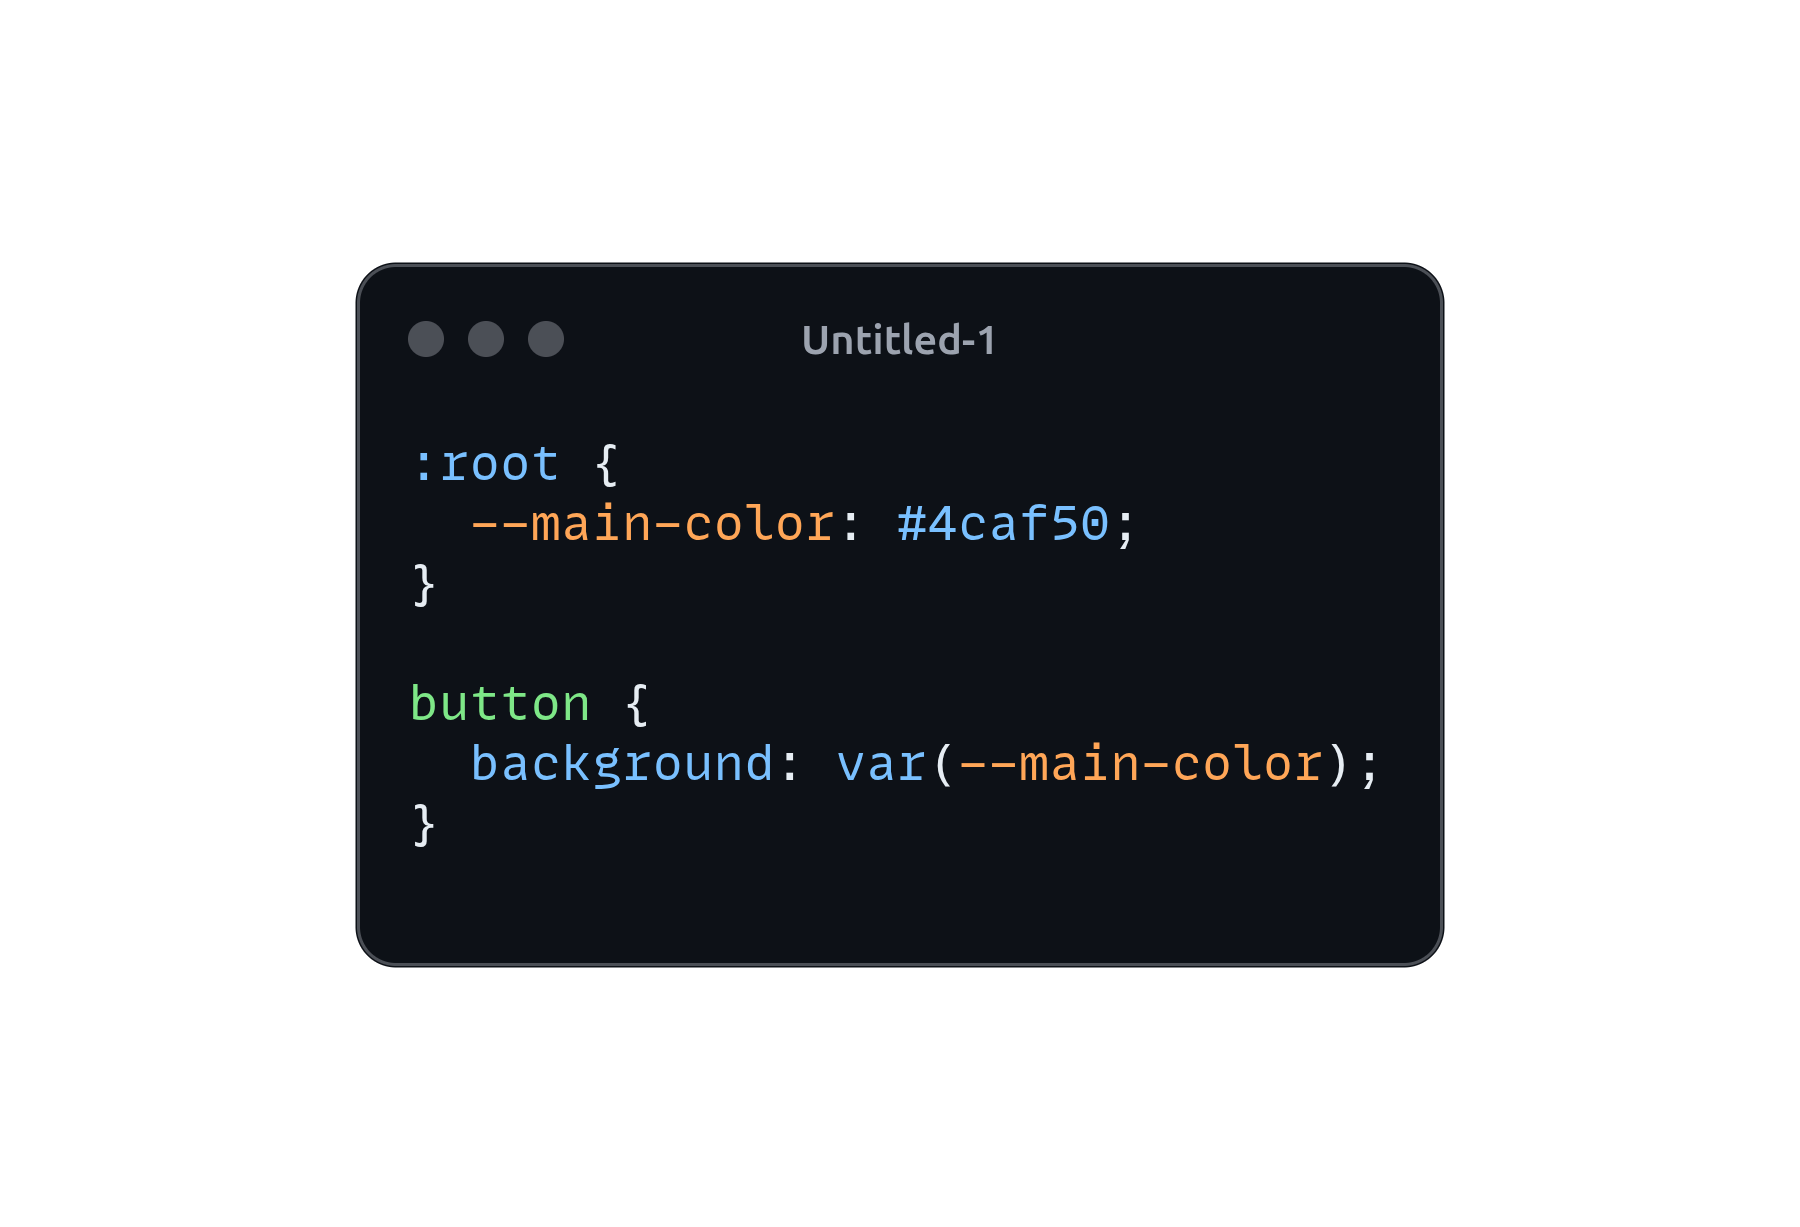 Untitled-1
:root {
  --main-color: #4caf50;
}

button {
  background: var(--main-color);
}